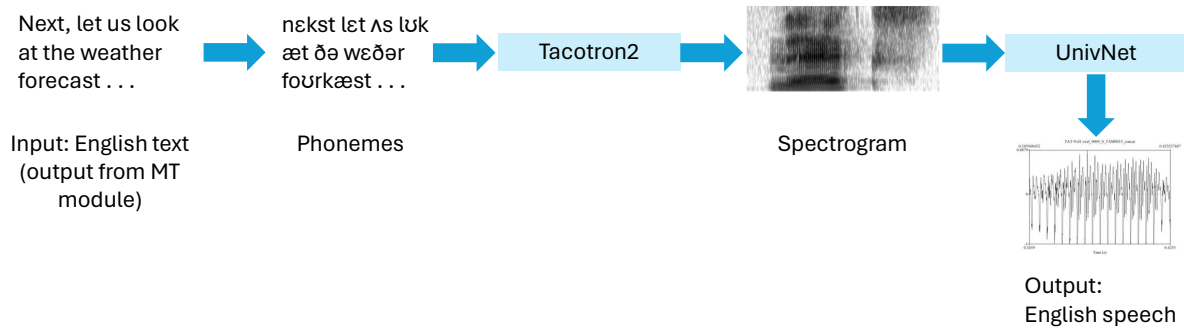 Next, let us look
at the weather
forecast . . .
nɛkst lɛt ʌs lʊk
æt ðə wɛðər
foʊrkæst . . .
Tacotron2
UnivNet
Input: English text
(output from MT
module)
Phonemes
Spectrogram
Time (s)
Output:
English speech